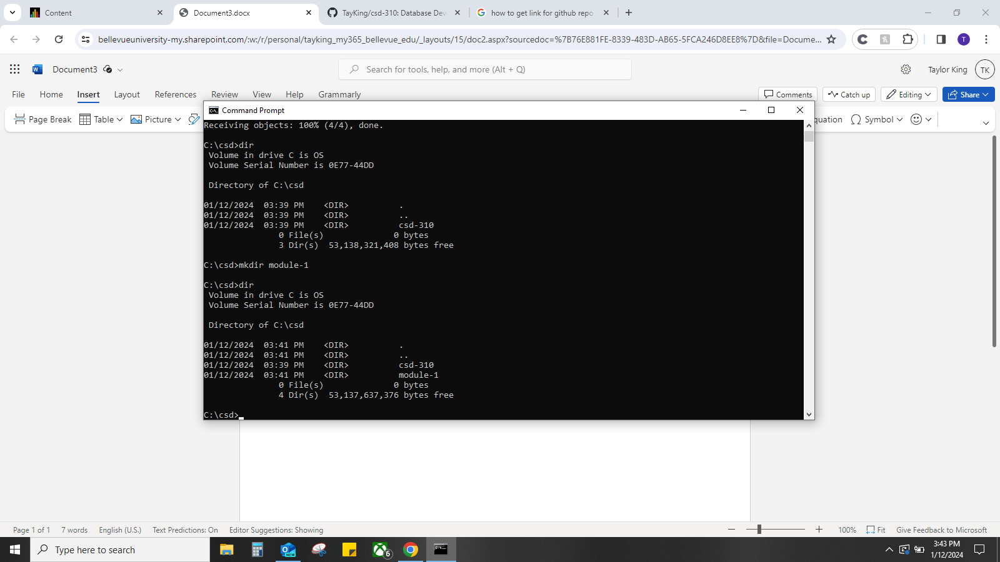 Content
Document3.docx
TayKing/csd-310: Database Dev
how to get link for github repo
bellevueuniversity-my.sharepoint.com/:w:/r/personal/tayking_my365_bellevue_edu/_layouts/15/doc2.aspx?sourcedoc=%7B76E881FE-8339-483D-AB65-5FCA246D8EE8%7D&file=Docume...
T
Document3
Search for tools, help, and more (Alt + Q)
Taylor King
TK
File Home Insert Layout References Review View Help Grammarly
Comments Catch up Editing Share
Page Break Table Picture
Symbol
Command Prompt
Receiving objects: 100% (4/4), done.
C:\csd>dir
Volume in drive C is OS
Volume Serial Number is 0E77-44DD
Directory of C:\csd
01/12/2024 03:39 PM <DIR> .
01/12/2024 03:39 PM <DIR> ..
01/12/2024 03:39 PM <DIR> csd-310
0 File(s) 0 bytes
3 Dir(s) 53,138,321,408 bytes free
C:\csd>mkdir module-1
C:\csd>dir
Volume in drive C is OS
Volume Serial Number is 0E77-44DD
Directory of C:\csd
01/12/2024 03:41 PM <DIR> .
01/12/2024 03:41 PM <DIR> ..
01/12/2024 03:39 PM <DIR> csd-310
01/12/2024 03:41 PM <DIR> module-1
0 File(s) 0 bytes
4 Dir(s) 53,137,637,376 bytes free
C:\csd>
Page 1 of 1 7 words English (U.S.) Text Predictions: On Editor Suggestions: Showing
100% Fit Give Feedback to Microsoft
Type here to search
NEW
6
3:43 PM
1/12/2024